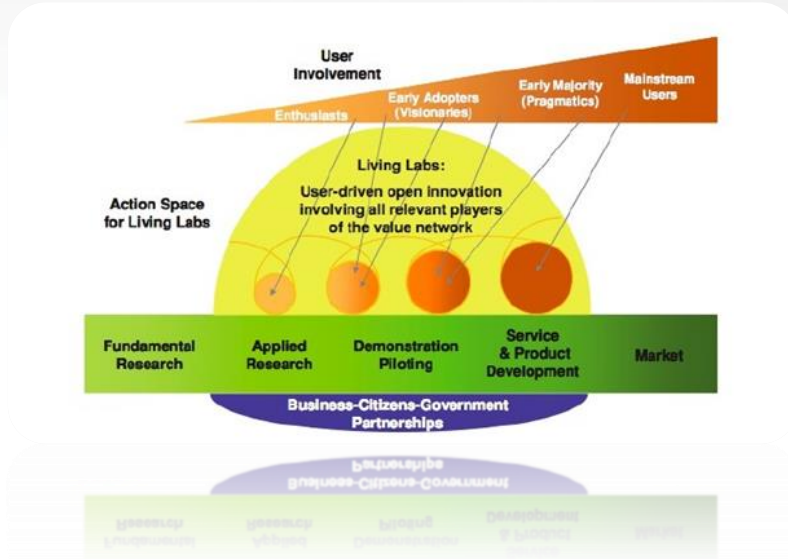 User
Involvement
Enthusiasts
Early Adopters
(Visionaries)
Early Majority
(Pragmatics)
Mainstream
Users
Living Labs:
User-driven open innovation
involving all relevant players
of the value network
Action Space
for Living Labs
Fundamental
Research
Applied
Research
Demonstration
Piloting
Service
& Product
Development
Market
Business-Citizens-Government
Partnerships